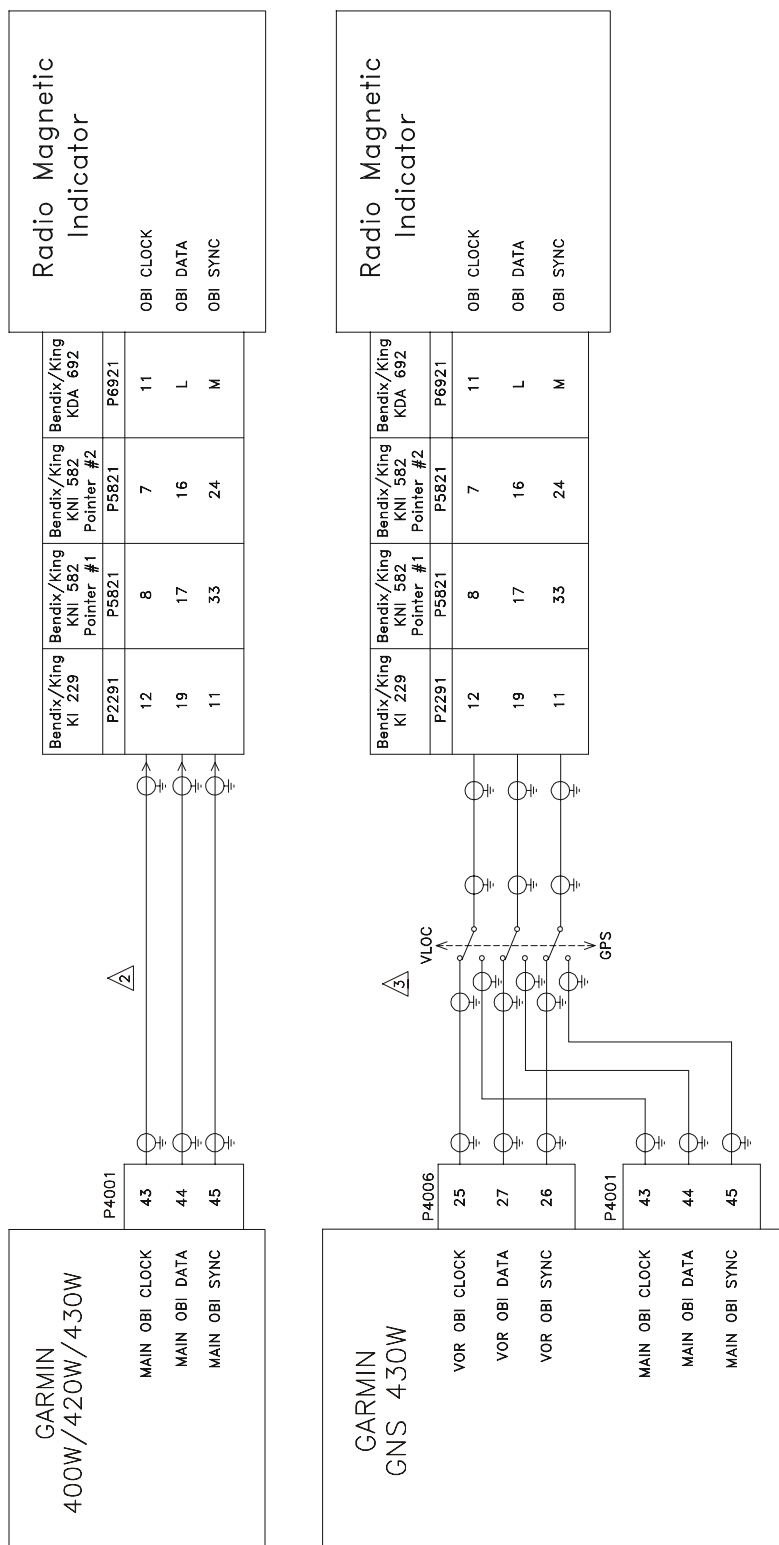 GARMIN
400W/420W/430W
MAIN OBI CLOCK
MAIN OBI DATA
MAIN OBI SYNC
P4001
43
44
45
2
Bendix/King
KI 229
Bendix/King
KNI 582
Pointer #1
Bendix/King
KNI 582
Pointer #2
Bendix/King
KDA 692
P2291
P5821
P5821
P6921
12
8
7
11
19
17
16
L
11
33
24
M
Radio Magnetic
Indicator
OBI CLOCK
OBI DATA
OBI SYNC
GARMIN
GNS 430W
VOR OBI CLOCK
VOR OBI DATA
VOR OBI SYNC
MAIN OBI CLOCK
MAIN OBI DATA
MAIN OBI SYNC
P4006
25
27
26
P4001
43
44
45
3
VLOC
GPS
Bendix/King
KI 229
Bendix/King
KNI 582
Pointer #1
Bendix/King
KNI 582
Pointer #2
Bendix/King
KDA 692
P2291
P5821
P5821
P6921
12
8
7
11
19
17
16
L
11
33
24
M
Radio Magnetic
Indicator
OBI CLOCK
OBI DATA
OBI SYNC